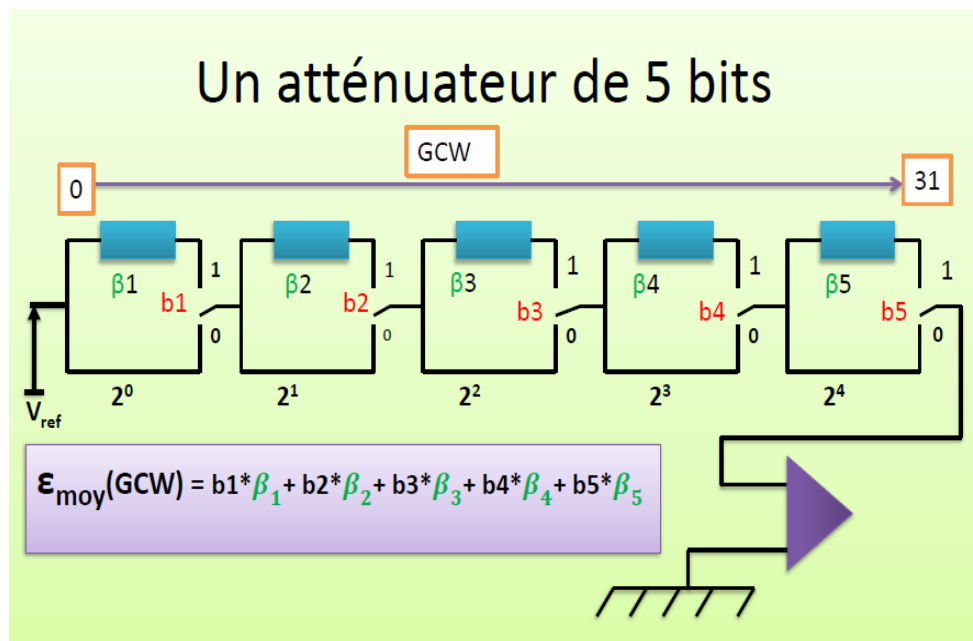 Un atténuateur de 5 bits
GCW
0
31
β1 b1 1 0
β2 b2 1 0
β3 b3 1 0
β4 b4 1 0
β5 b5 1 0
2⁰ 2¹ 2² 2³ 2⁴
V_ref
ε_moy(GCW) = b1*β₁+ b2*β₂+ b3*β₃+ b4*β₄+ b5*β₅